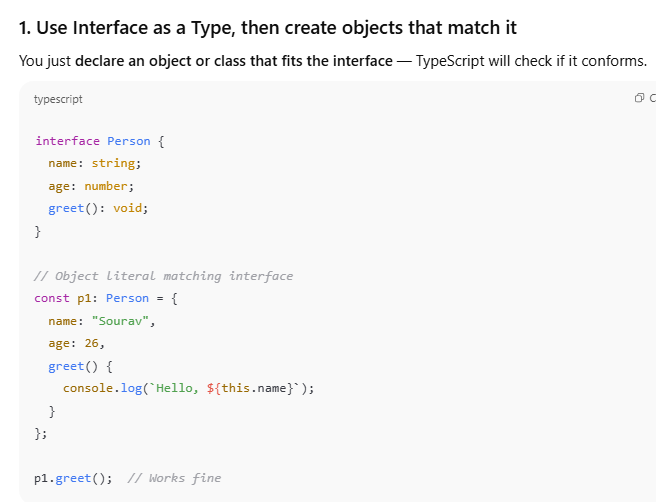 1. Use Interface as a Type, then create objects that match it
You just declare an object or class that fits the interface — TypeScript will check if it conforms.
typescript
interface Person {
  name: string;
  age: number;
  greet(): void;
}
// Object literal matching interface
const p1: Person = {
  name: "Sourav",
  age: 26,
  greet() {
    console.log(`Hello, ${this.name}`);
  }
};
p1.greet();  // Works fine